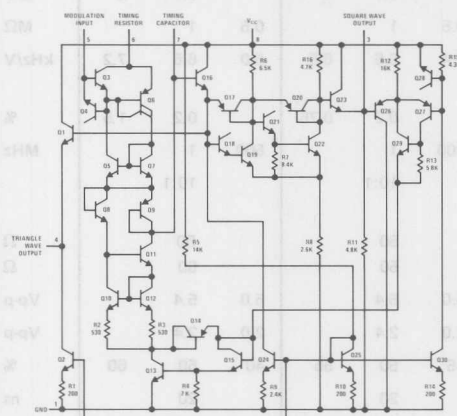 MODULATION INPUT
TIMING RESISTOR
TIMING CAPACITOR
VCC
SQUARE WAVE OUTPUT
5
6
7
8
3
Q3
Q4
Q6
Q16
R6
6.5K
R16
4.7K
R12
10K
Q28
R15
Q17
Q20
Q23
Q26
Q27
Q1
Q21
Q22
Q18
Q19
R7
8.4K
Q29
R13
5.8K
Q5
Q7
Q8
Q9
4
TRIANGLE WAVE OUTPUT
Q11
R5
14K
R8
2.6K
R11
4.8K
Q10
Q12
R2
530
R3
530
Q14
Q2
Q13
Q15
Q24
Q25
Q30
R1
200
R4
7K
R9
2.4K
R10
200
R14
200
GND
1